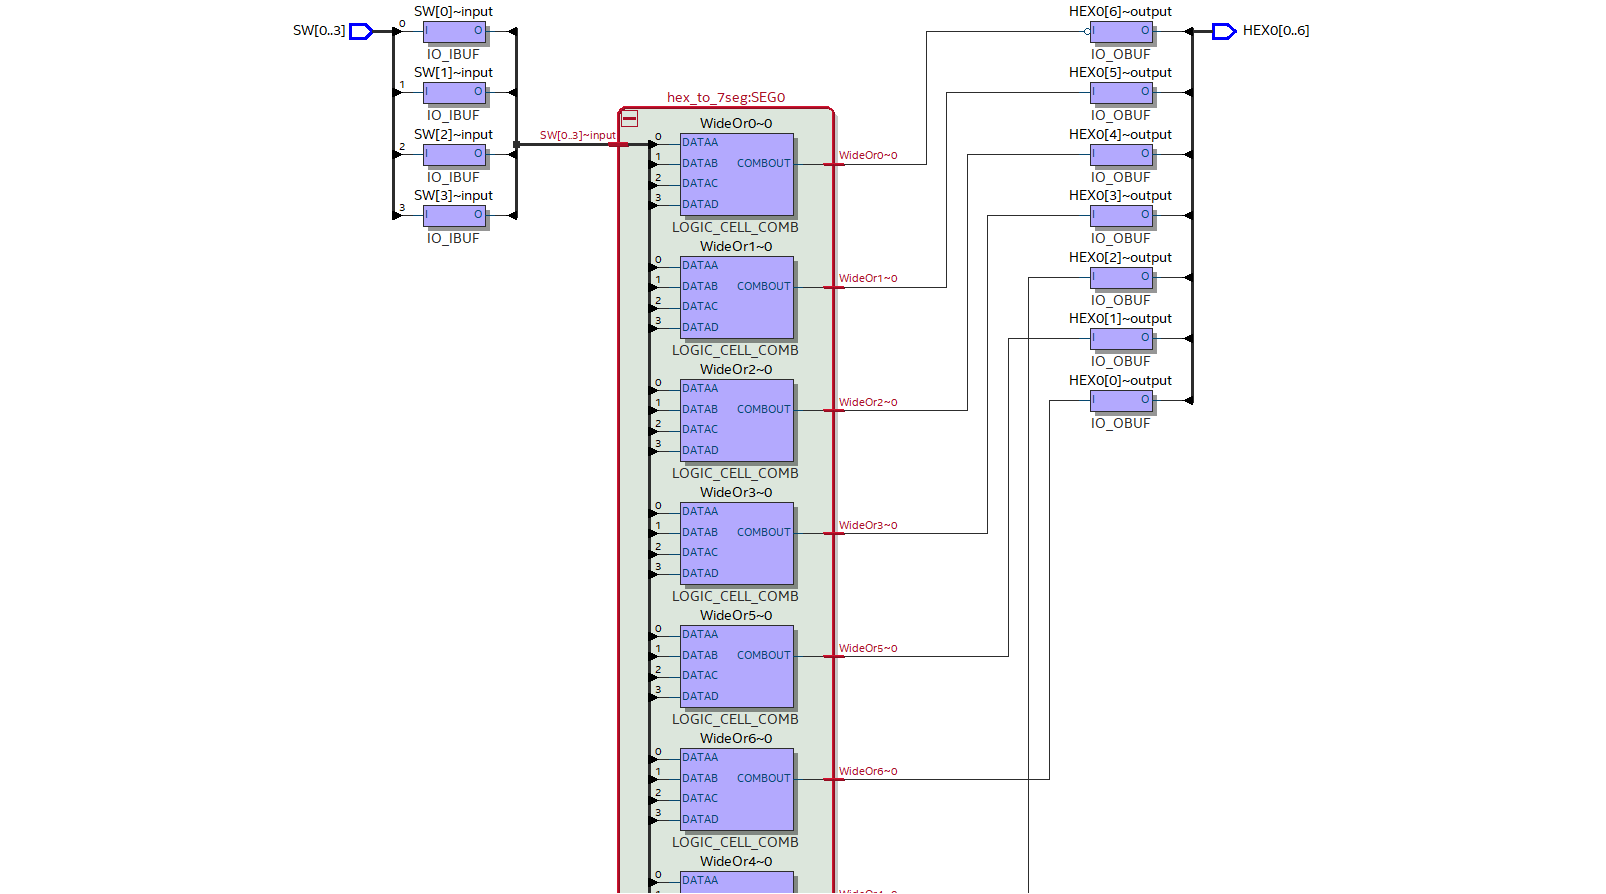 SW[0..3]
SW[0]~input
0
I
O
IO_IBUF
SW[1]~input
1
I
O
IO_IBUF
SW[2]~input
2
I
O
IO_IBUF
SW[3]~input
3
I
O
IO_IBUF
SW[0..3]~input
hex_to_7seg:SEG0
WideOr0~0
0
DATAA
1
DATAB
COMBOUT
2
DATAC
3
DATAD
LOGIC_CELL_COMB
WideOr0~0
WideOr1~0
0
DATAA
1
DATAB
COMBOUT
2
DATAC
3
DATAD
LOGIC_CELL_COMB
WideOr1~0
WideOr2~0
0
DATAA
1
DATAB
COMBOUT
2
DATAC
3
DATAD
LOGIC_CELL_COMB
WideOr2~0
WideOr3~0
0
DATAA
1
DATAB
COMBOUT
2
DATAC
3
DATAD
LOGIC_CELL_COMB
WideOr3~0
WideOr5~0
0
DATAA
1
DATAB
COMBOUT
2
DATAC
3
DATAD
LOGIC_CELL_COMB
WideOr5~0
WideOr6~0
0
DATAA
1
DATAB
COMBOUT
2
DATAC
3
DATAD
LOGIC_CELL_COMB
WideOr6~0
WideOr4~0
0
DATAA
HEX0[6]~output
I
O
IO_OBUF
HEX0[5]~output
I
O
IO_OBUF
HEX0[4]~output
I
O
IO_OBUF
HEX0[3]~output
I
O
IO_OBUF
HEX0[2]~output
I
O
IO_OBUF
HEX0[1]~output
I
O
IO_OBUF
HEX0[0]~output
I
O
IO_OBUF
HEX0[0..6]